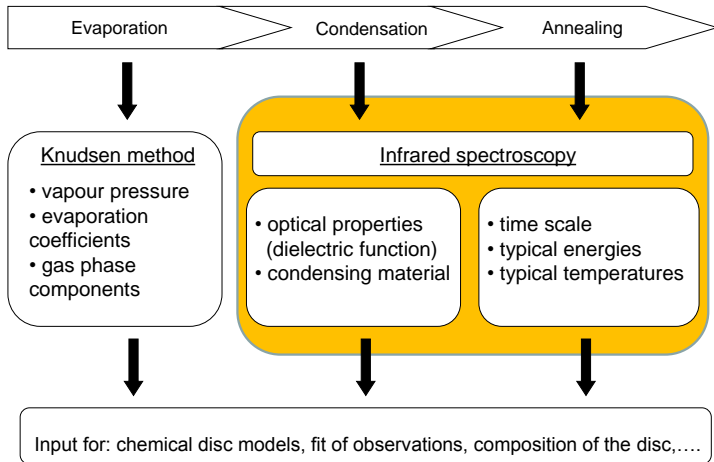 Evaporation
Condensation
Annealing
Knudsen method
• vapour pressure
• evaporation
coefficients
• gas phase
components
Infrared spectroscopy
• optical properties
(dielectric function)
• condensing material
• time scale
• typical energies
• typical temperatures
Input for: chemical disc models, fit of observations, composition of the disc,....